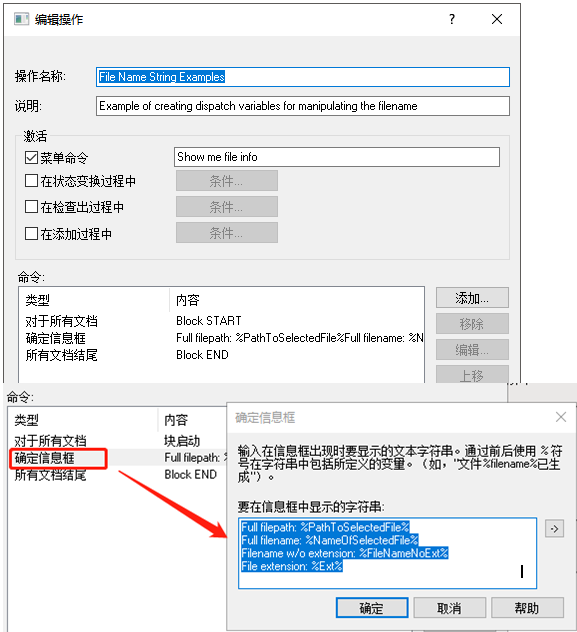 编辑操作
?
操作名称:
File Name String Examples
说明:
Example of creating dispatch variables for manipulating the filename
激活
菜单命令
Show me file info
在状态变换过程中
条件...
在检查出过程中
条件...
在添加过程中
条件...
命令:
类型 内容
对于所有文档 Block START
确定信息框 Full filepath: %PathToSelectedFile%Full filename: %N
所有文档结尾 Block END
添加...
移除
编辑...
上移
命令:
类型 内容
对于所有文档 块启动
确定信息框 Full filepath: %
所有文档结尾 Block END
确定信息框
输入在信息框出现时要显示的文本字符串。通过前后使用 % 符
号在字符串中包括所定义的变量。(如，"文件%filename%已生
成")。
要在信息框中显示的字符串:
Full filepath: %PathToSelectedFile%
Full filename: %NameOfSelectedFile%
Filename w/o extension: %FileNameNoExt%
File extension: %Ext%
->
确定
取消
帮助